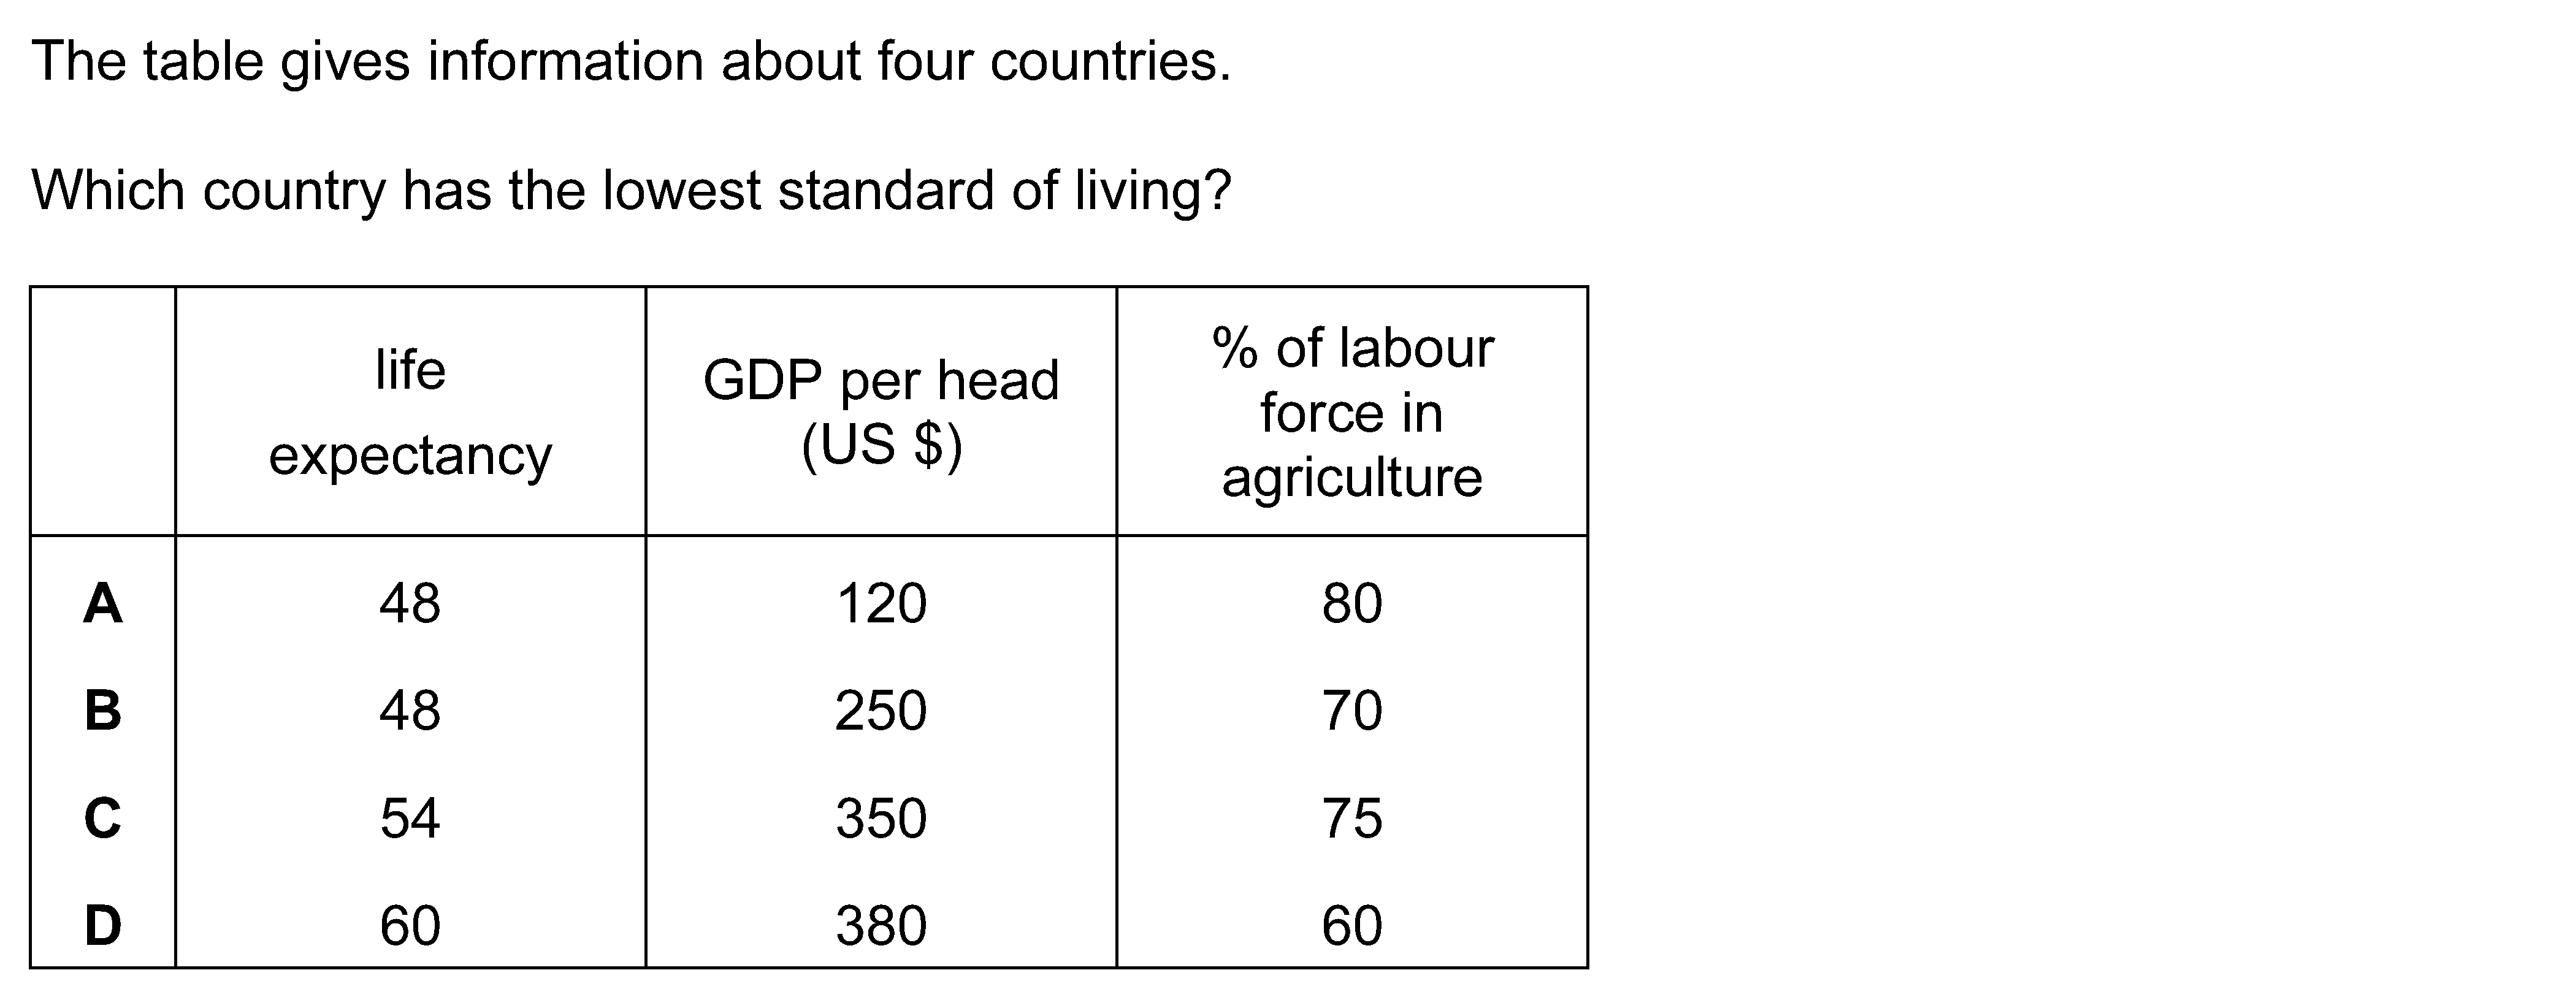 The table gives information about four countries.
Which country has the lowest standard of living?
life
expectancy
GDP per head
(US $)
% of labour
force in
agriculture
A 48 120 80
B 48 250 70
C 54 350 75
D 60 380 60